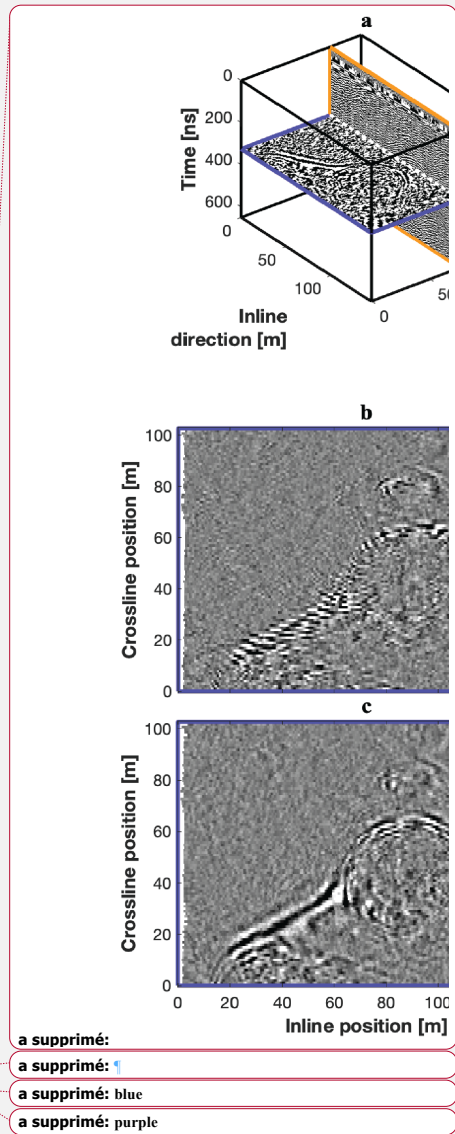 a
0
200
400
600
Time [ns]
0
50
100
Inline
direction [m]
0
50
b
100
80
60
40
20
0
Crossline position [m]
c
100
80
60
40
20
0
Crossline position [m]
0 20 40 60 80 100
Inline position [m]
a supprimé:
a supprimé: ¶
a supprimé: blue
a supprimé: purple